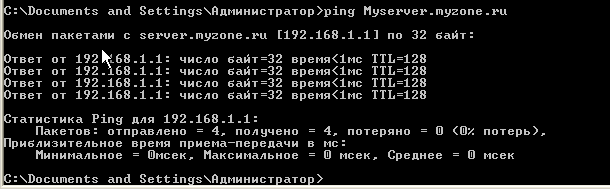 C:\Documents and Settings\Администратор>ping Myserver.myzone.ru
Обмен пакетами с server.myzone.ru [192.168.1.1] по 32 байт:
Ответ от 192.168.1.1: число байт=32 время<1мс TTL=128
Ответ от 192.168.1.1: число байт=32 время<1мс TTL=128
Ответ от 192.168.1.1: число байт=32 время<1мс TTL=128
Ответ от 192.168.1.1: число байт=32 время<1мс TTL=128
Статистика Ping для 192.168.1.1:
Пакетов: отправлено = 4, получено = 4, потеряно = 0 (0% потерь),
Приблизительное время приема-передачи в мс:
Минимальное = 0мсек, Максимальное = 0 мсек, Среднее = 0 мсек
C:\Documents and Settings\Администратор>